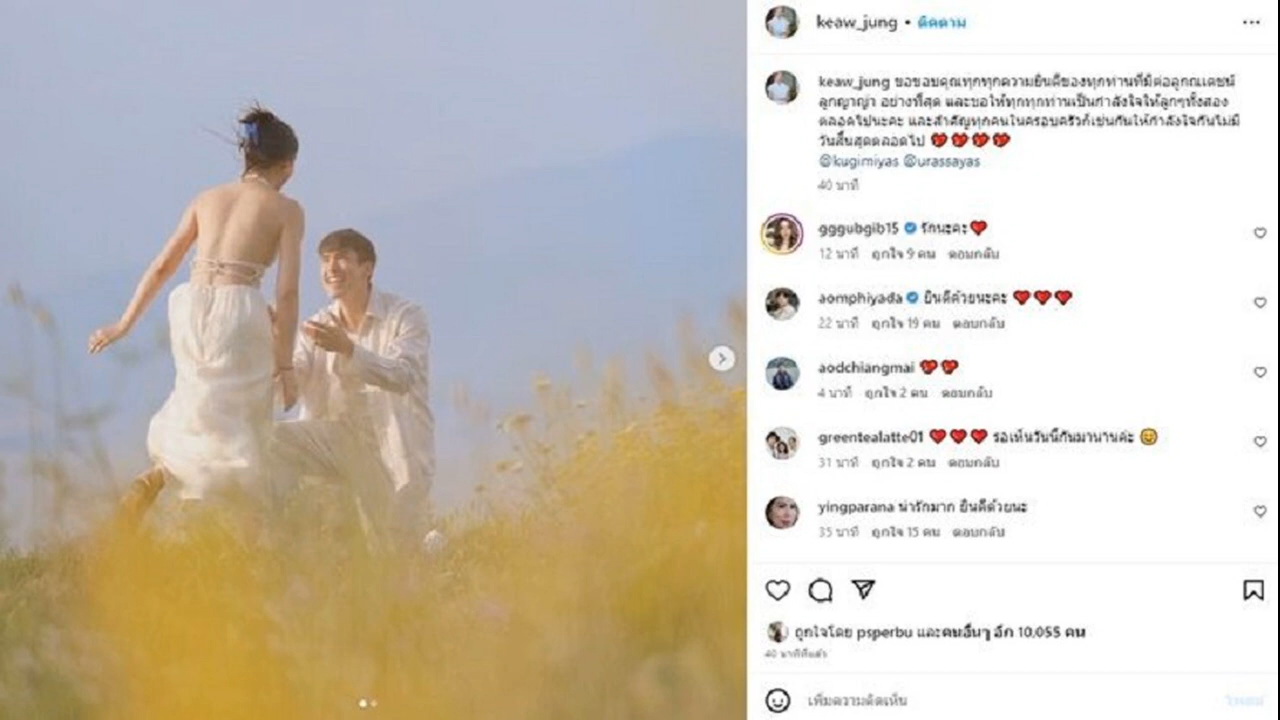 keaw_jung • ติดตาม
keaw_jung ขอขอบคุณทุกๆความยินดีของทุกท่านที่มีต่อลูกณเดชน์
ลูกญาญ่า อย่างที่สุด และขอให้ทุกๆท่านเป็นกำลังใจให้ลูกๆทั้งสอง
ตลอดไปนะคะ และสำคัญทุกคนในครอบครัวก็เช่นกันให้กำลังใจกันไม่มี
วันสิ้นสุดตลอดไป ❤️❤️❤️❤️
@kugimiyas @urassayas
40 นาที
gggubgib15 รักนะคะ❤️
12 นาที ถูกใจ 9 คน ตอบกลับ
aomphiyada ยินดีด้วยนะคะ ❤️❤️❤️
22 นาที ถูกใจ 19 คน ตอบกลับ
aodchiangmai ❤️❤️
4 นาที ถูกใจ 2 คน ตอบกลับ
greentealatte01 ❤️❤️❤️ รอเห็นวันนี้กันมานานค่ะ 😊
31 นาที ถูกใจ 2 คน ตอบกลับ
yingparana น่ารักมาก ยินดีด้วยนะ
35 นาที ถูกใจ 15 คน ตอบกลับ
ถูกใจโดย psperbu และคนอื่นๆ อีก 10,055 คน
40 นาทีที่แล้ว
เพิ่มความคิดเห็น